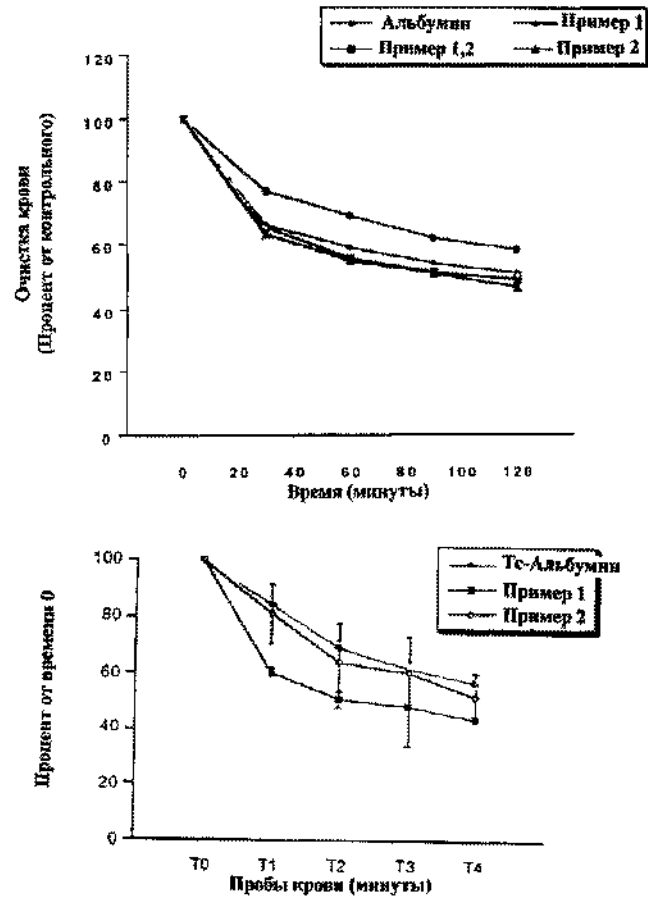 Альбумин
Пример 1
Пример 1,2
Пример 2
120
100
80
60
40
20
0
Очистка крови
(Процент от контрольного)
0 20 40 60 80 100 120
Время (минуты)
100
80
60
40
20
0
Процент от времени 0
Тс-Альбумин
Пример 1
Пример 2
T0 T1 T2 T3 T4
Пробы крови (минуты)